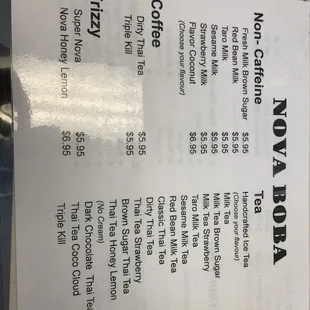 NOVA BOBA
Non- Caffeine
Fresh Milk Brown Sugar $5.95
Red Bean Milk $5.95
Taro Milk $5.95
Sesame Milk $5.95
Strawberry Milk $5.95
Flavor Coconut $6.95
(Choose your flavour)
Coffee
Dirty Thai Tea $5.95
Triple Kill $5.95
rizzy
Super Nova $5.95
Nova Honey Lemon $6.95
Tea
Handcrafted Ice Tea
(Choose your flavour)
Milk Tea
Milk Tea Brown Sugar
Milk Tea Strawberry
Taro Milk Tea
Sesame Milk Tea
Red Bean Milk Tea
Classic Thai Tea
Dirty Thai Tea
Thai Tea Strawberry
Brown Sugar Thai Tea
Thai Tea Honey Lemon
(No Cream)
Dark Chocolate Thai Tea
Thai Tea Coco Cloud
Triple Kill